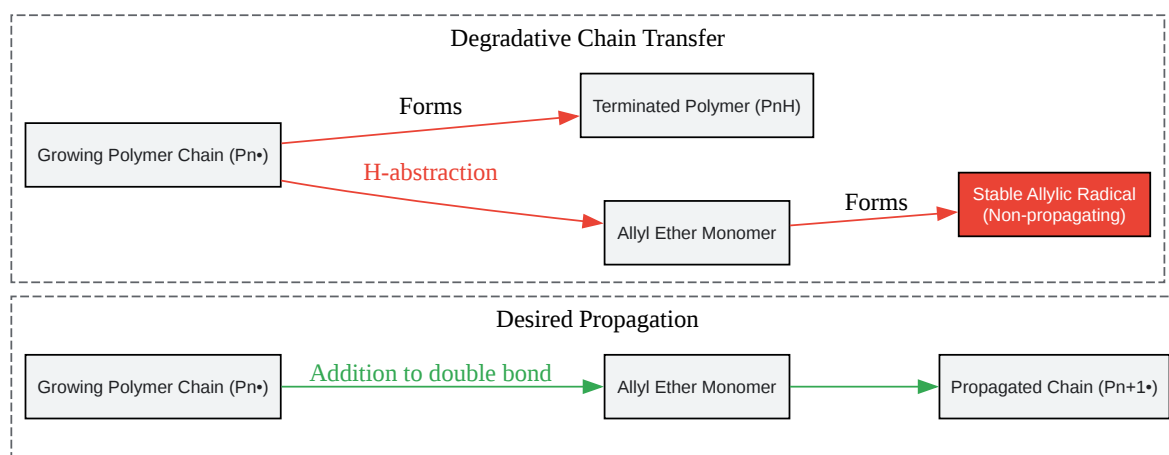 Degradative Chain Transfer
Growing Polymer Chain (Pn•)
Forms
Terminated Polymer (PnH)
H-abstraction
Allyl Ether Monomer
Forms
Stable Allylic Radical
(Non-propagating)
Desired Propagation
Growing Polymer Chain (Pn•)
Addition to double bond
Allyl Ether Monomer
Propagated Chain (Pn+1•)